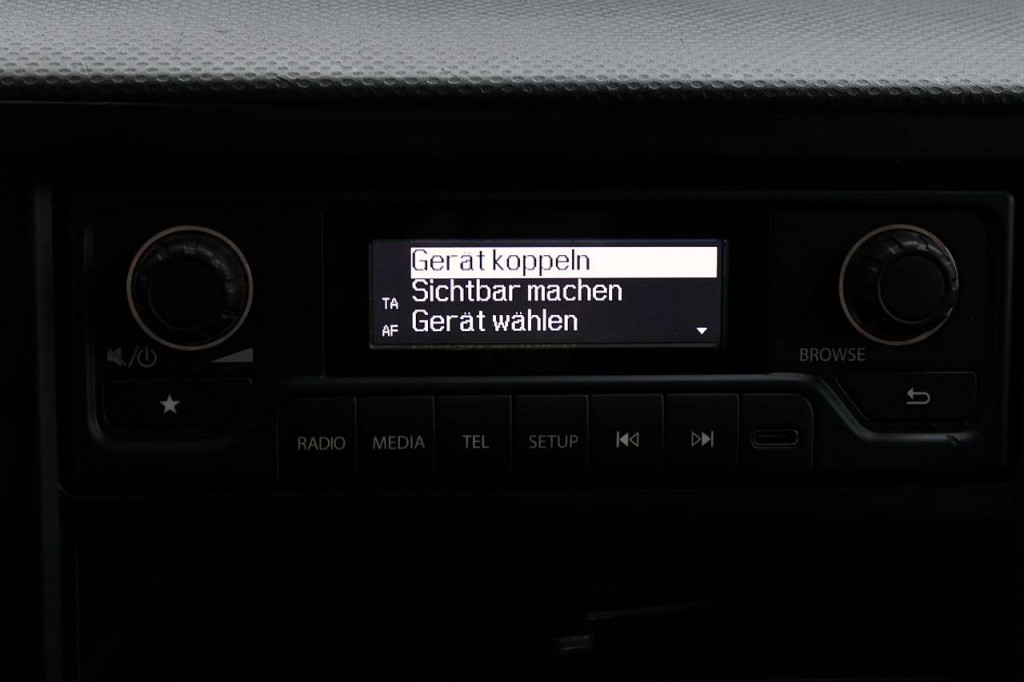 Gerät koppeln
Sichtbar machen
TA
Gerät wählen
AF
BROWSE
RADIO
MEDIA
TEL
SETUP